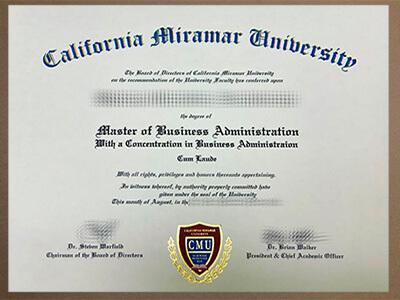 California Miramar University
The Board of Directors of California Miramar University
on the recommendation of the University Faculty has conferred upon
the degree of
Master of Business Administration
With a Concentration in Business Administraion
Cum Laude
With all rights, privileges and honors thereunto appertaining.
In witness whereof, by authority properly committed have
given under the seal of the University
This month of August, in the
CALIFORNIA MIRAMAR
UNIVERSITY
CMU
Dr. Steven Warfield
Chairman of the Board of Directors
Dr. Brian Walker
President & Chief Academic Officer